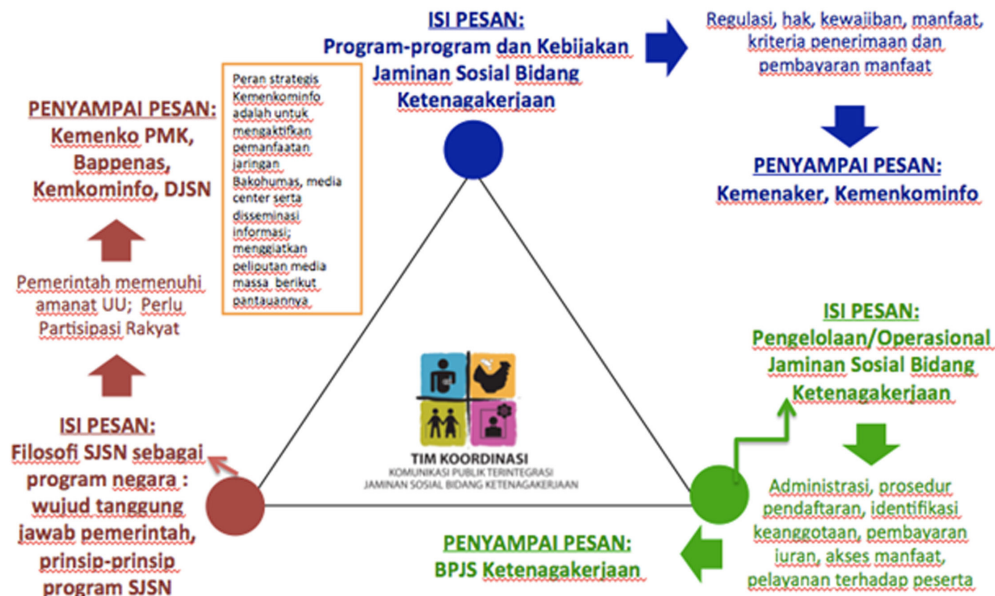 ISI PESAN:
Program-program dan Kebijakan
Jaminan Sosial Bidang
Ketenagakerjaan
Regulasi, hak, kewajiban, manfaat,
kriteria penerimaan dan
pembayaran manfaat
PENYAMPAI PESAN:
Kemenaker, Kemenkominfo
PENYAMPAI PESAN:
Kemenko PMK,
Bappenas,
Kemkominfo, DJSN
Peran strategis
Kemenkominfo
adalah untuk
mengaktifkan
pemanfaatan
jaringan
Bakohumas, media
center serta
disseminasi
informasi;
menggiatkan
peliputan media
massa berikut
pantauannya
Pemerintah memenuhi
amanat UU; Perlu
Partisipasi Rakyat
ISI PESAN:
Filosofi SJSN sebagai
program negara :
wujud tanggung
jawab pemerintah,
prinsip-prinsip
program SJSN
TIM KOORDINASI
KOMUNIKASI PUBLIK TERINTEGRASI
JAMINAN SOSIAL BIDANG KETENAGAKERJAAN
ISI PESAN:
Pengelolaan/Operasional
Jaminan Sosial Bidang
Ketenagakerjaan
Administrasi, prosedur
pendaftaran, identifikasi
keanggotaan, pembayaran
iuran, akses manfaat,
pelayanan terhadap peserta
PENYAMPAI PESAN:
BPJS Ketenagakerjaan